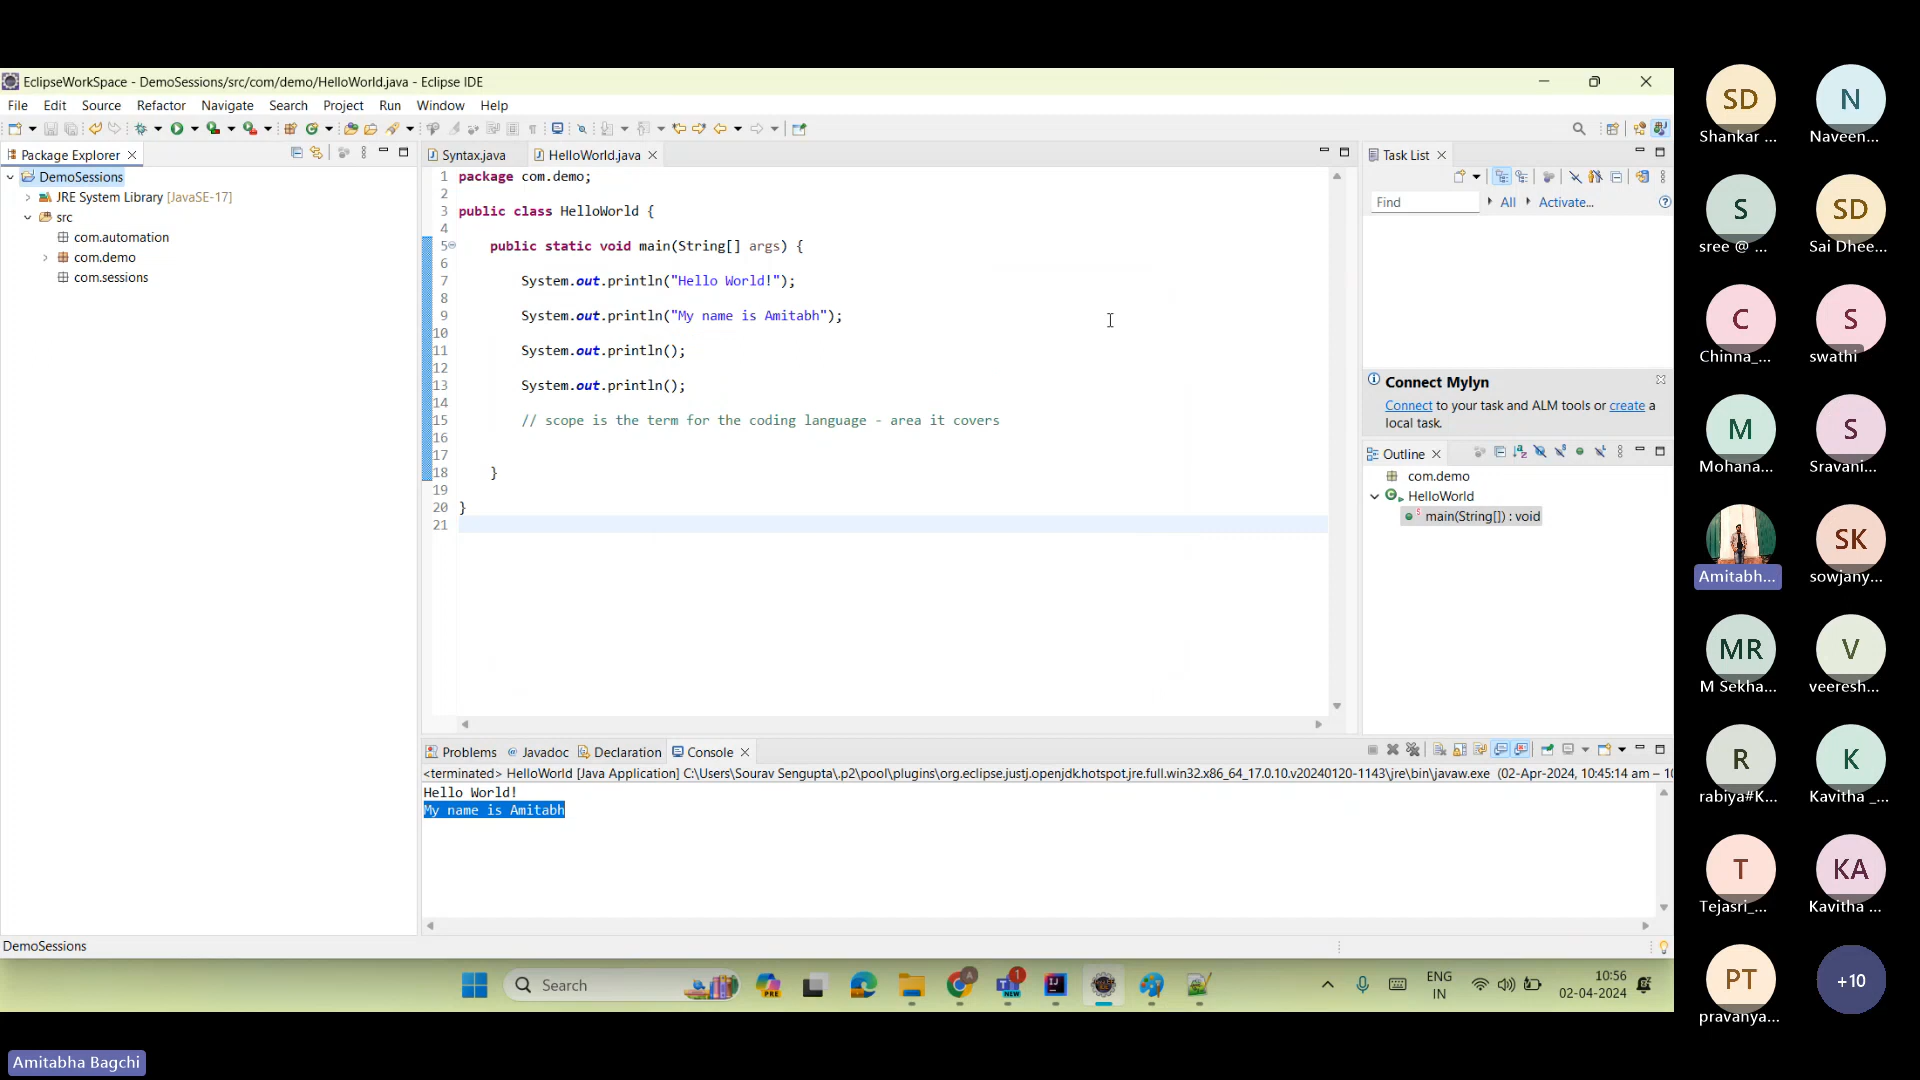 EclipseWorkSpace - DemoSessions/src/com/demo/HelloWorld.java - Eclipse IDE
File Edit Source Refactor Navigate Search Project Run Window Help
Package Explorer
DemoSessions
JRE System Library [JavaSE-17]
src
com.automation
com.demo
com.sessions
Syntax.java HelloWorld.java
1 package com.demo;
2
3 public class HelloWorld {
4
5 public static void main(String[] args) {
6
7 System.out.println("Hello World!");
8
9 System.out.println("My name is Amitabh");
10
11 System.out.println();
12
13 System.out.println();
14
15 // scope is the term for the coding language - area it covers
16
17
18 }
19
20 }
21
Task List
Find All Activate...
Connect Mylyn
Connect to your task and ALM tools or create a
local task.
Outline
com.demo
HelloWorld
main(String[]) : void
Problems Javadoc Declaration Console
<terminated> HelloWorld [Java Application] C:\Users\Sourav Sengupta\.p2\pool\plugins\org.eclipse.justj.openjdk.hotspot.jre.full.win32.x86_64_17.0.10.v20240120-1143\jre\bin\javaw.exe (02-Apr-2024, 10:45:14 am – 10
Hello World!
My name is Amitabh
DemoSessions
Search
PRE
NEW
1
ENG
IN
10:56
02-04-2024
SD
Shankar ...
N
Naveen...
S
sree @ ...
SD
Sai Dhee...
C
Chinna_...
S
swathi
M
Mohana...
S
Sravani...
Amitabh...
SK
sowjany...
MR
M Sekha...
V
veeresh...
R
rabiya#K...
K
Kavitha _...
T
Tejasri_...
KA
Kavitha ...
PT
pravanya...
+10
Amitabha Bagchi